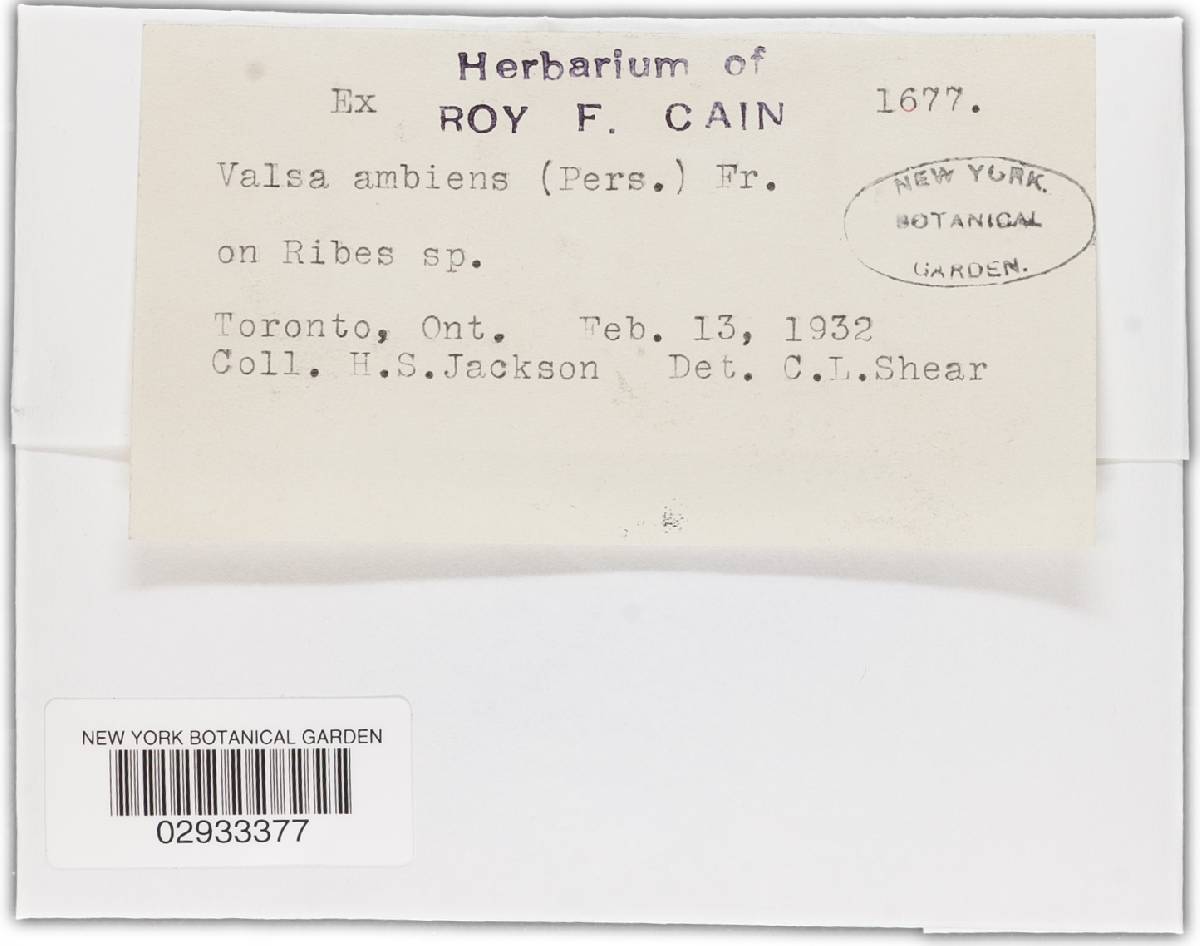 Herbarium of
Ex ROY F. CAIN 1677.
Valsa ambiens (Pers.) Fr.
NEW YORK.
BOTANICAL
GARDEN.
on Ribes sp.
Toronto, Ont. Feb. 13, 1932
Coll. H.S.Jackson Det. C.L.Shear
NEW YORK BOTANICAL GARDEN
02933377